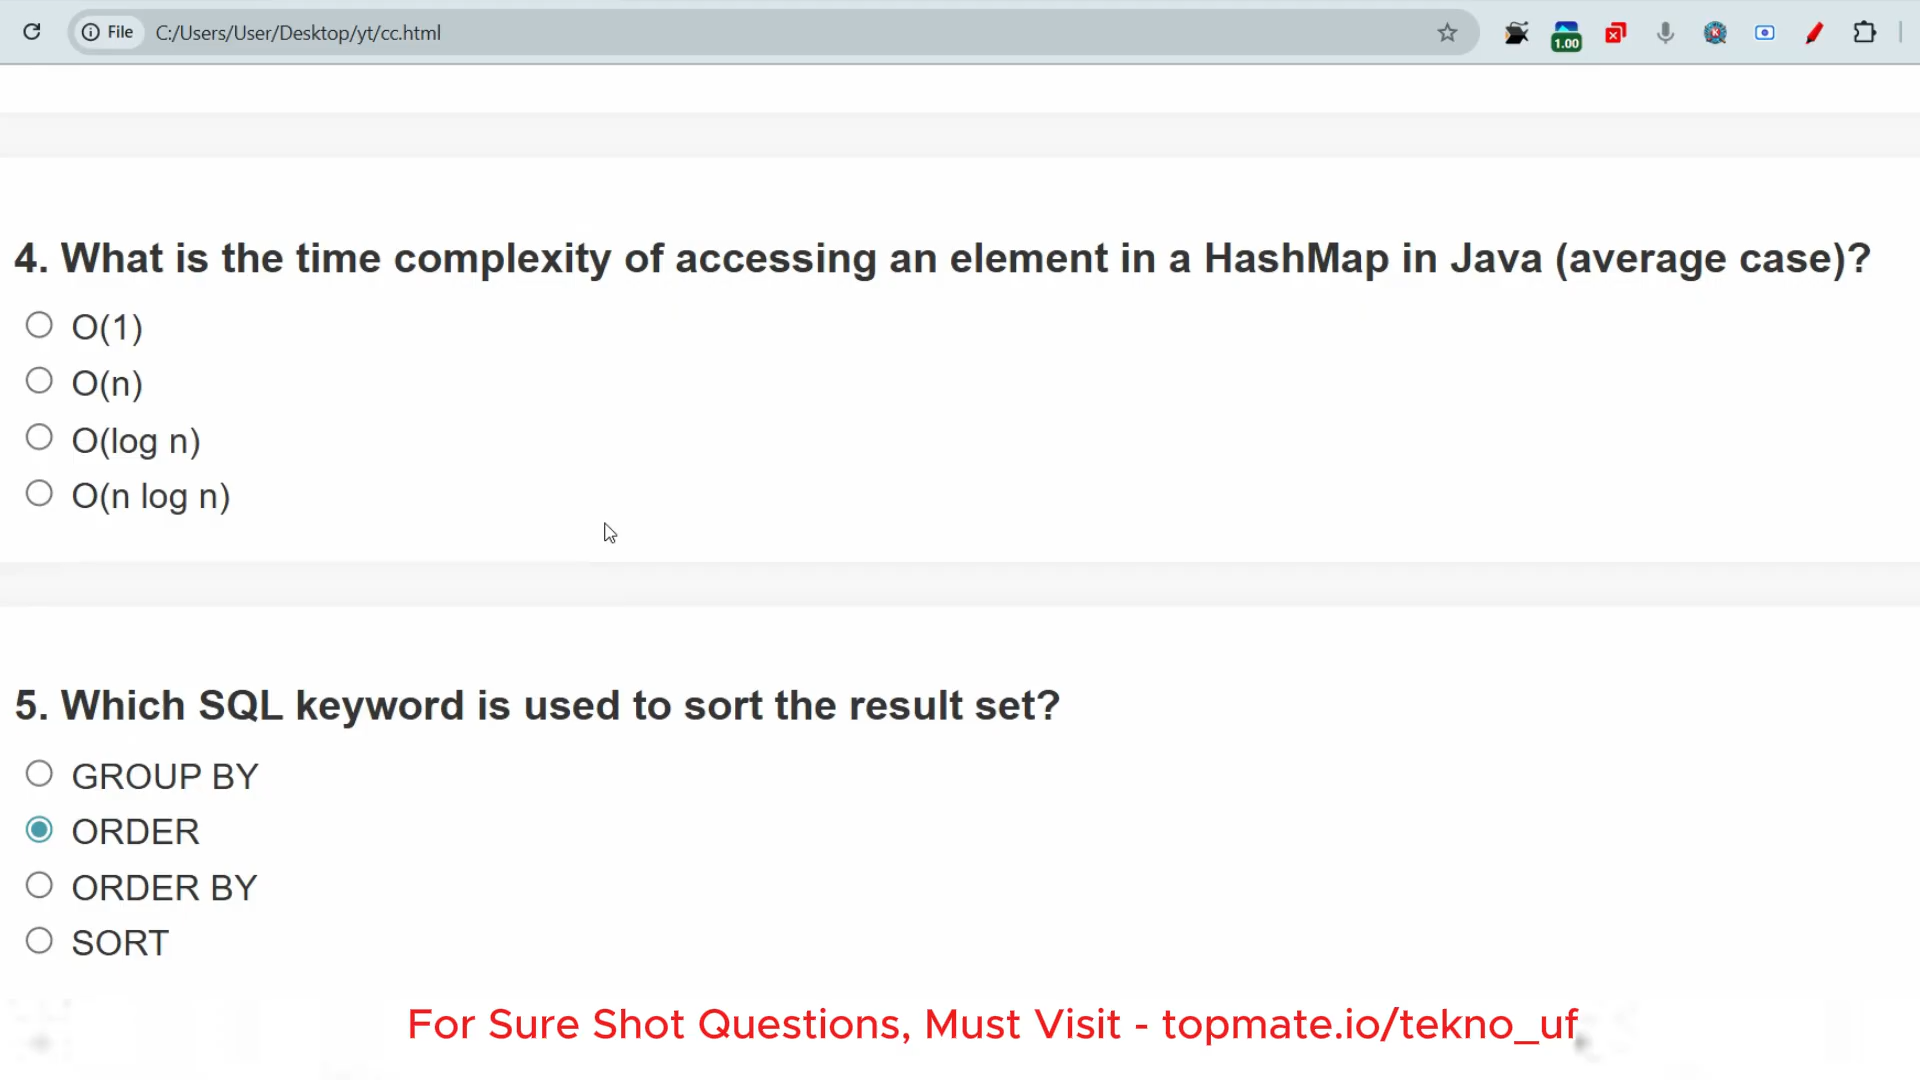 File C:/Users/User/Desktop/yt/cc.html
1.00
K
4. What is the time complexity of accessing an element in a HashMap in Java (average case)?
O(1)
O(n)
O(log n)
O(n log n)
5. Which SQL keyword is used to sort the result set?
GROUP BY
ORDER
ORDER BY
SORT
For Sure Shot Questions, Must Visit - topmate.io/tekno_uf